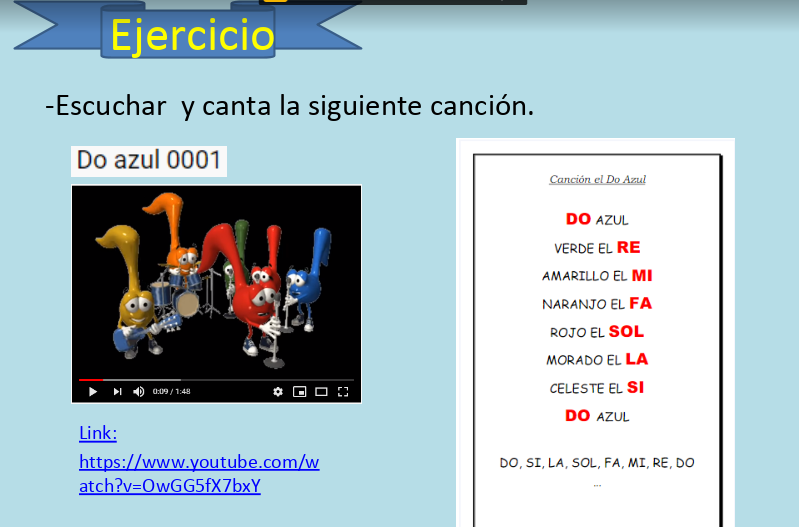 Ejercicio
-Escuchar y canta la siguiente canción.
Do azul 0001
0:09 / 1:48
Link:
https://www.youtube.com/w
atch?v=OwGG5fX7bxY
Canción el Do Azul
DO AZUL
VERDE EL RE
AMARILLO EL MI
NARANJO EL FA
ROJO EL SOL
MORADO EL LA
CELESTE EL SI
DO AZUL
DO, SI, LA, SOL, FA, MI, RE, DO
...